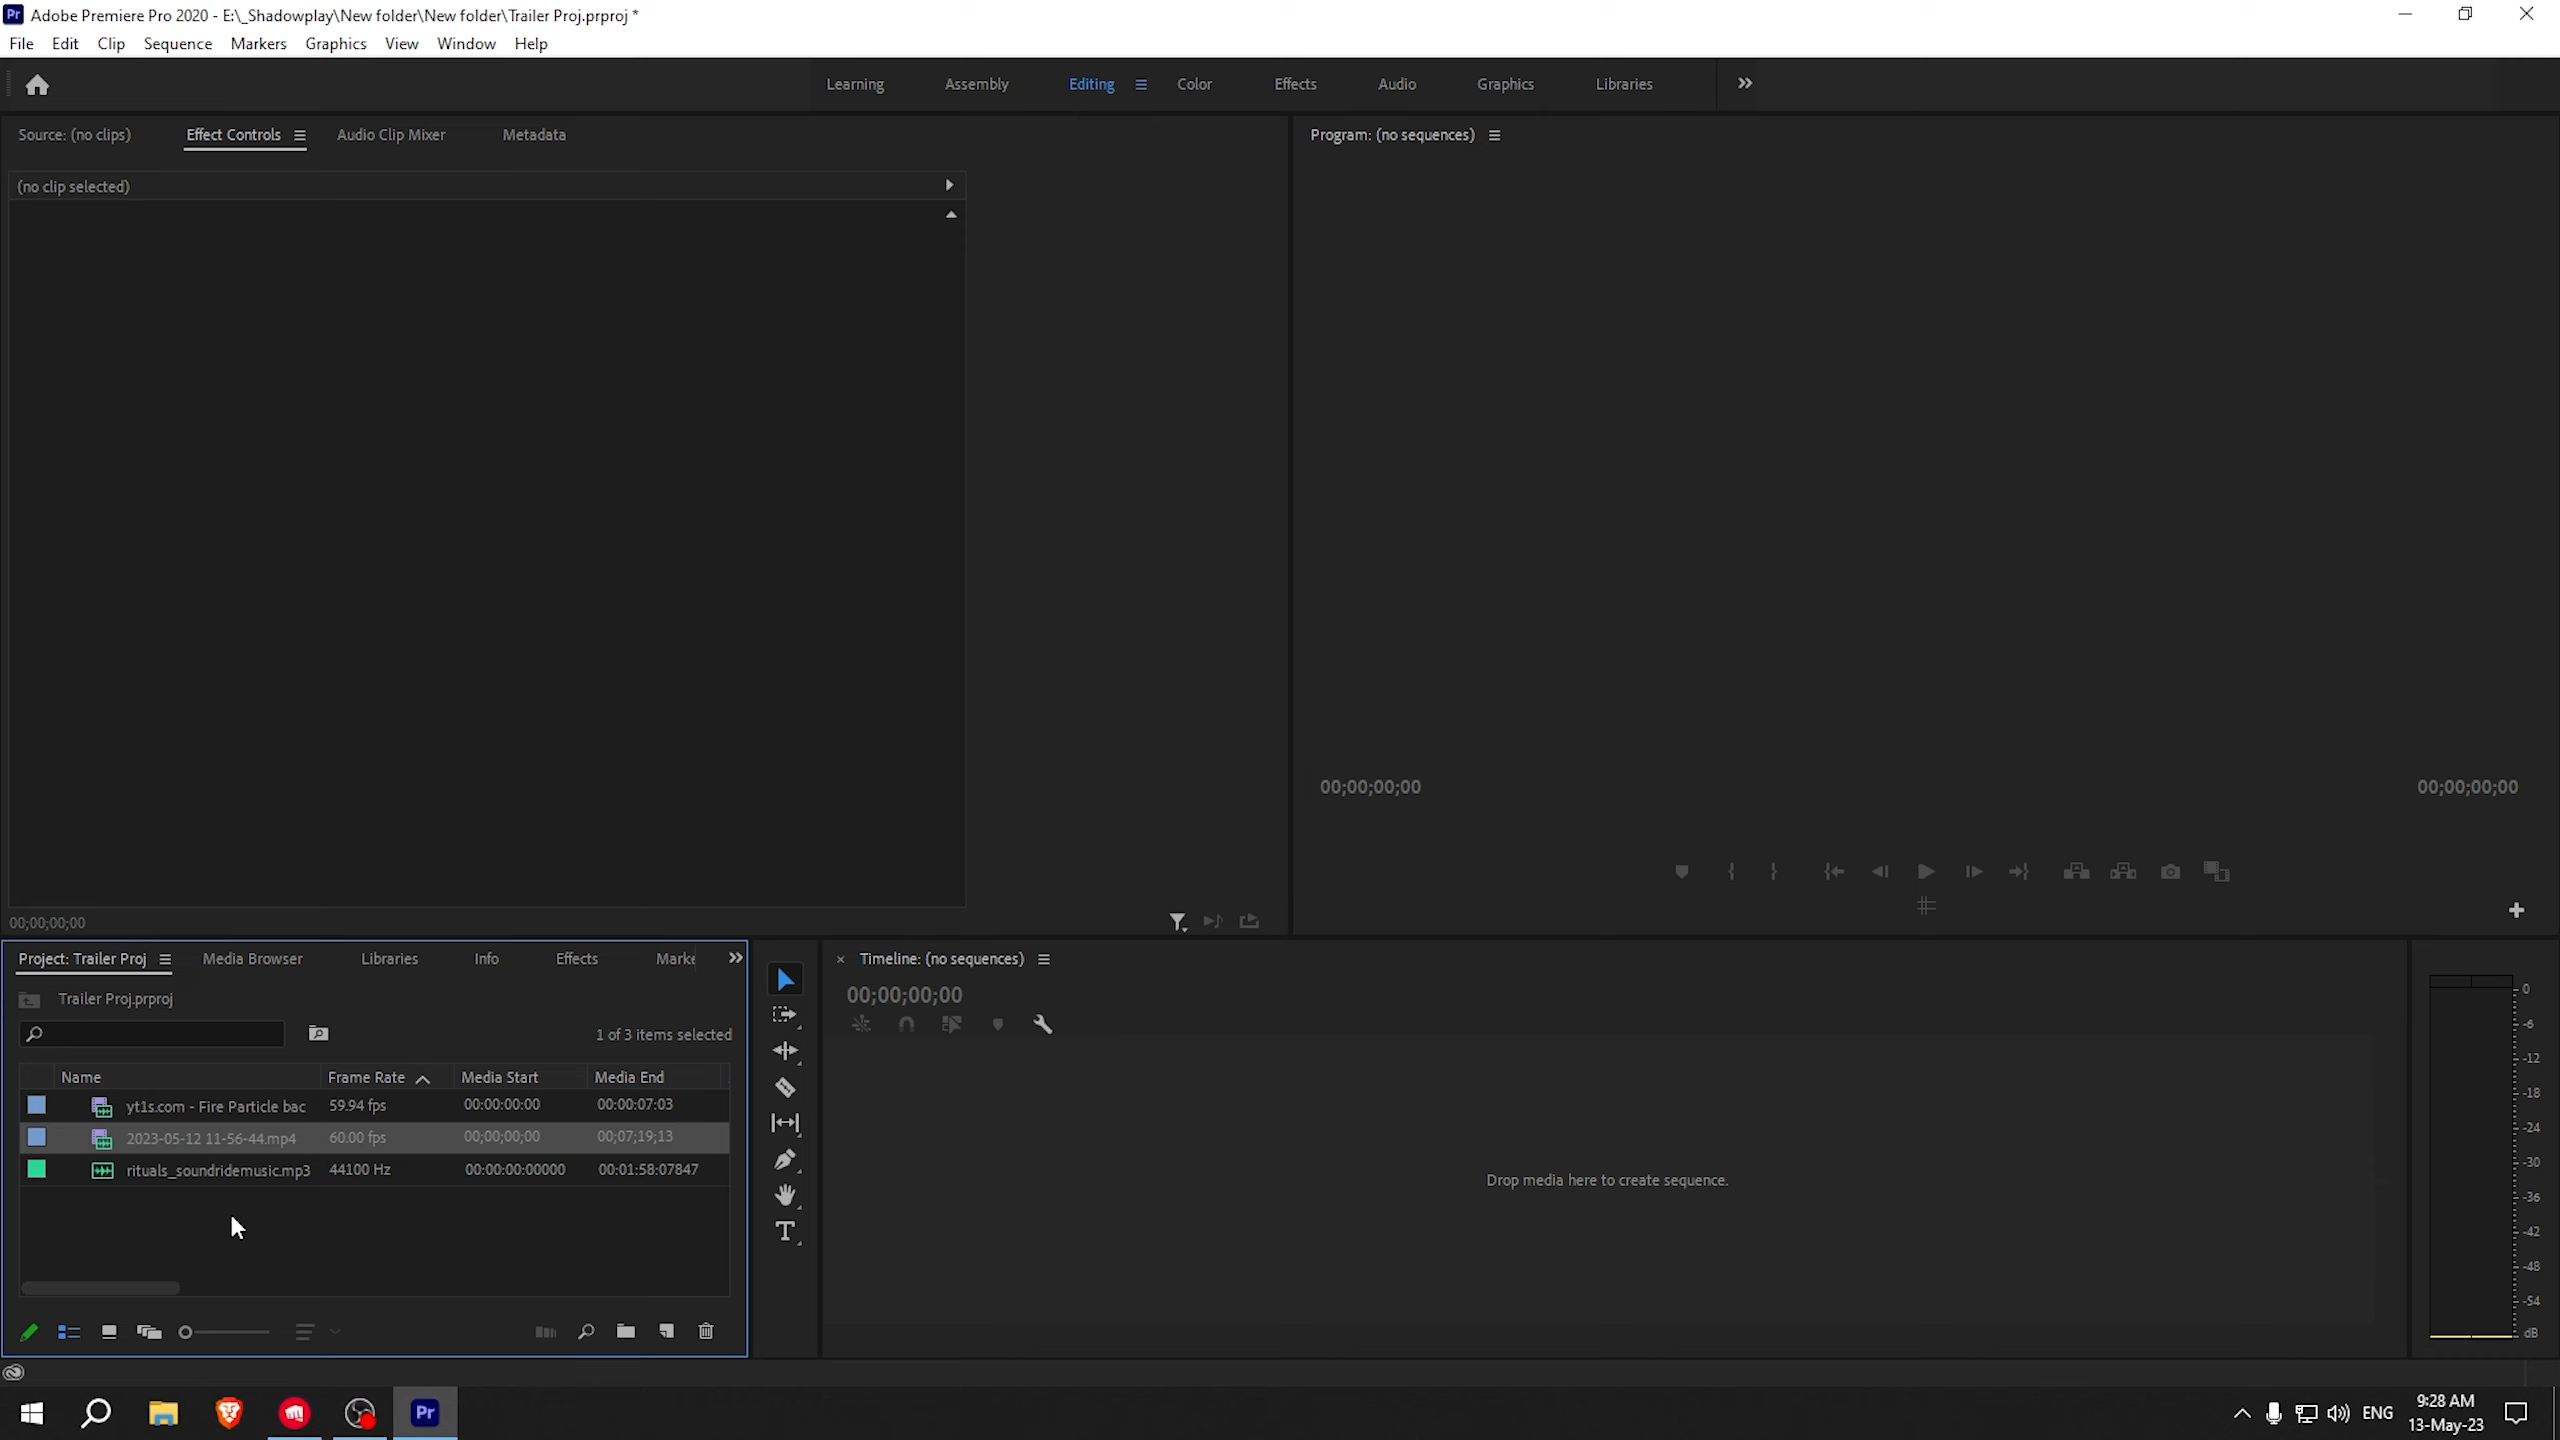 Adobe Premiere Pro 2020 - E:\_Shadowplay\New folder\New folder\Trailer Proj.prproj *
File Edit Clip Sequence Markers Graphics View Window Help
Learning Assembly Editing Color Effects Audio Graphics Libraries
Source: (no clips) Effect Controls Audio Clip Mixer Metadata
Program: (no sequences)
(no clip selected)
00;00;00;00 00;00;00;00
00;00;00;00
Project: Trailer Proj Media Browser Libraries Info Effects Marke
Timeline: (no sequences)
Trailer Proj.prproj
00;00;00;00
1 of 3 items selected
Name Frame Rate Media Start Media End
yt1s.com - Fire Particle bac 59.94 fps 00:00:00:00 00:00:07:03
2023-05-12 11-56-44.mp4 60.00 fps 00;00;00;00 00;07;19;13
rituals_soundridemusic.mp3 44100 Hz 00:00:00:00000 00:01:58:07847
Drop media here to create sequence.
0
-6
-12
-18
-24
-30
-36
-42
-48
-54
dB
Pr
ENG
9:28 AM
13-May-23